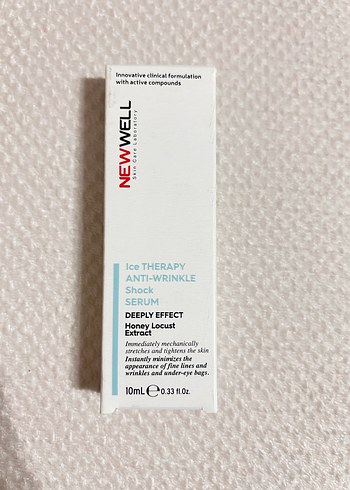 Innovative clinical formulation
with active compounds
NEWWELL
Skin Care Laboratory
Ice THERAPY
ANTI-WRINKLE
Shock
SERUM
DEEPLY EFFECT
Honey Locust
Extract
Immediately mechanically
stretches and tightens the skin
Instantly minimizes the
appearance of fine lines and
wrinkles and under-eye bags.
10mL ℮ 0.33 fl.Oz.